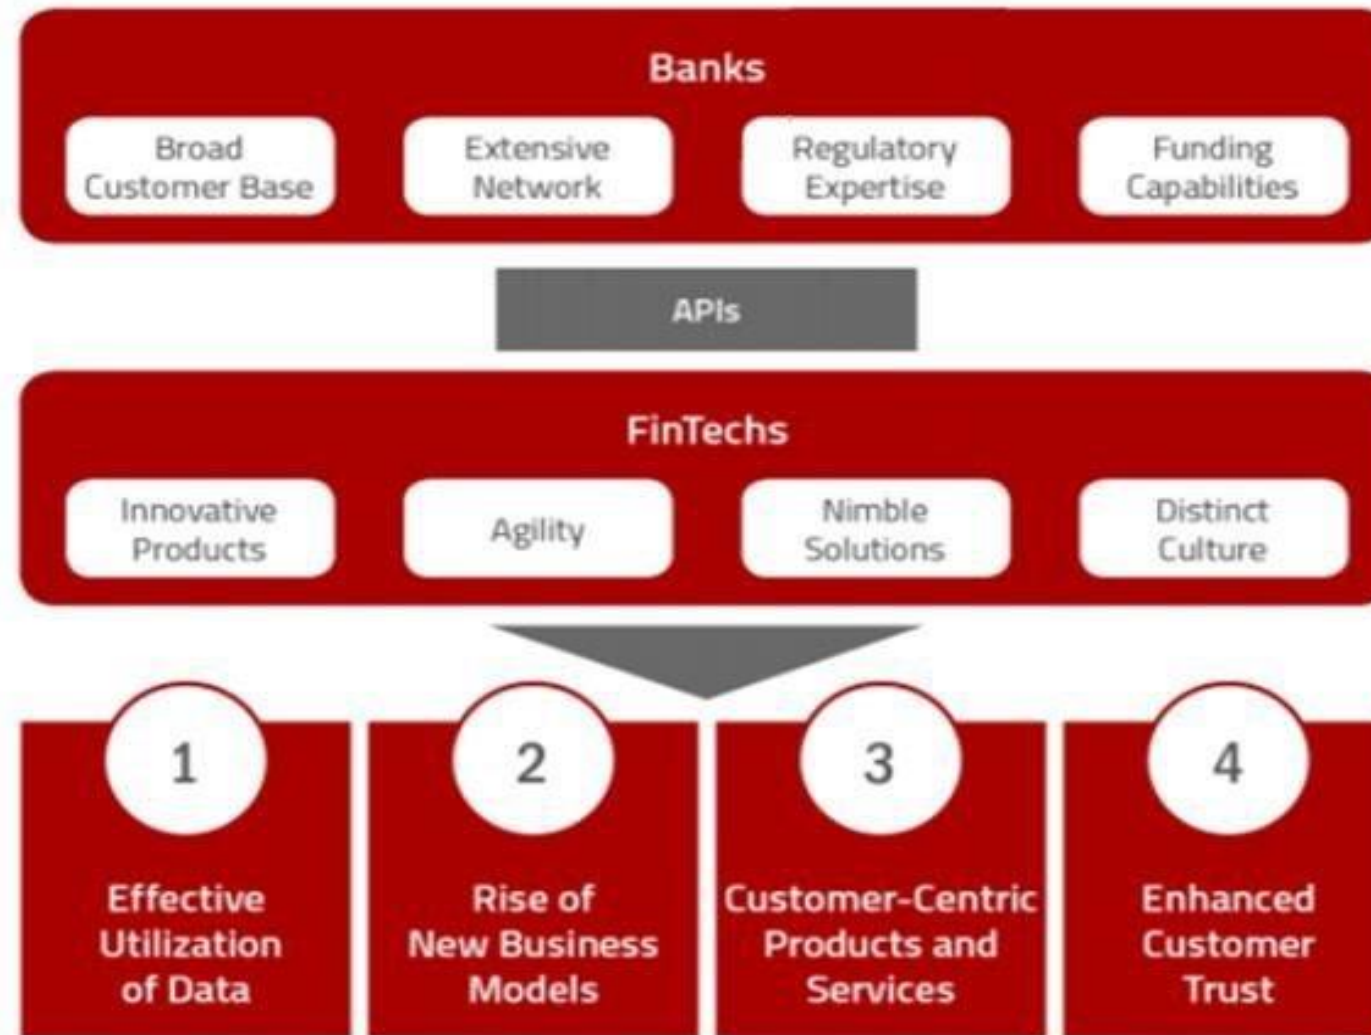 Banks
Broad
Customer Base
Extensive
Network
Regulatory
Expertise
Funding
Capabilities
APIs
FinTechs
Innovative
Products
Agility
Nimble
Solutions
Distinct
Culture
1
Effective
Utilization
of Data
2
Rise of
New Business
Models
3
Customer-Centric
Products and
Services
4
Enhanced
Customer
Trust